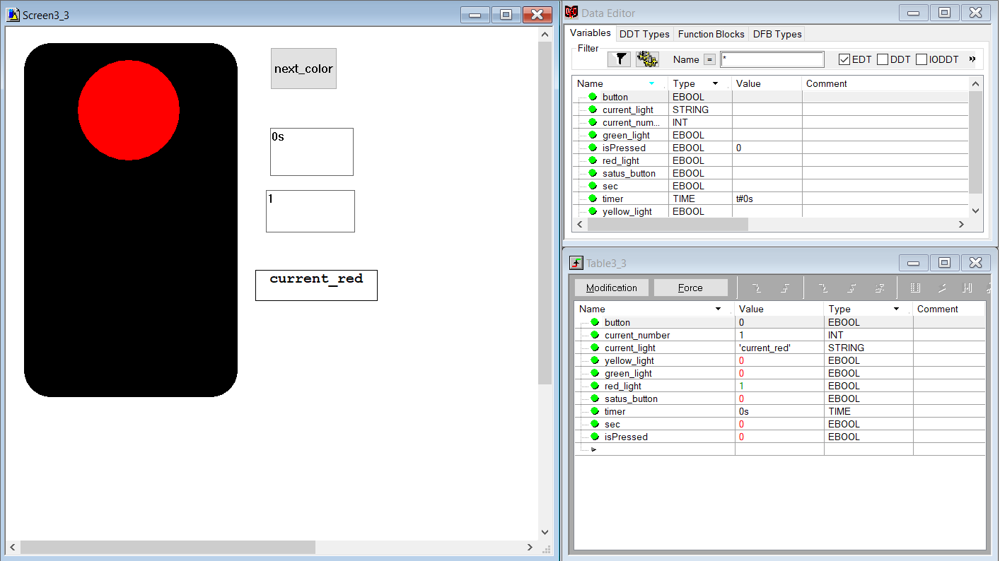 Screen3_3
next_color
0s
1
current_red
Data Editor
Variables DDT Types Function Blocks DFB Types
Filter
Name = * EDT DDT IODDT »
Name Type Value Comment
button EBOOL
current_light STRING
current_num... INT
green_light EBOOL
isPressed EBOOL 0
red_light EBOOL
satus_button EBOOL
sec EBOOL
timer TIME t#0s
yellow_light EBOOL
Table3_3
Modification Force
Name Value Type Comment
button 0 EBOOL
current_number 1 INT
current_light 'current_red' STRING
yellow_light 0 EBOOL
green_light 0 EBOOL
red_light 1 EBOOL
satus_button 0 EBOOL
timer 0s TIME
sec 0 EBOOL
isPressed 0 EBOOL